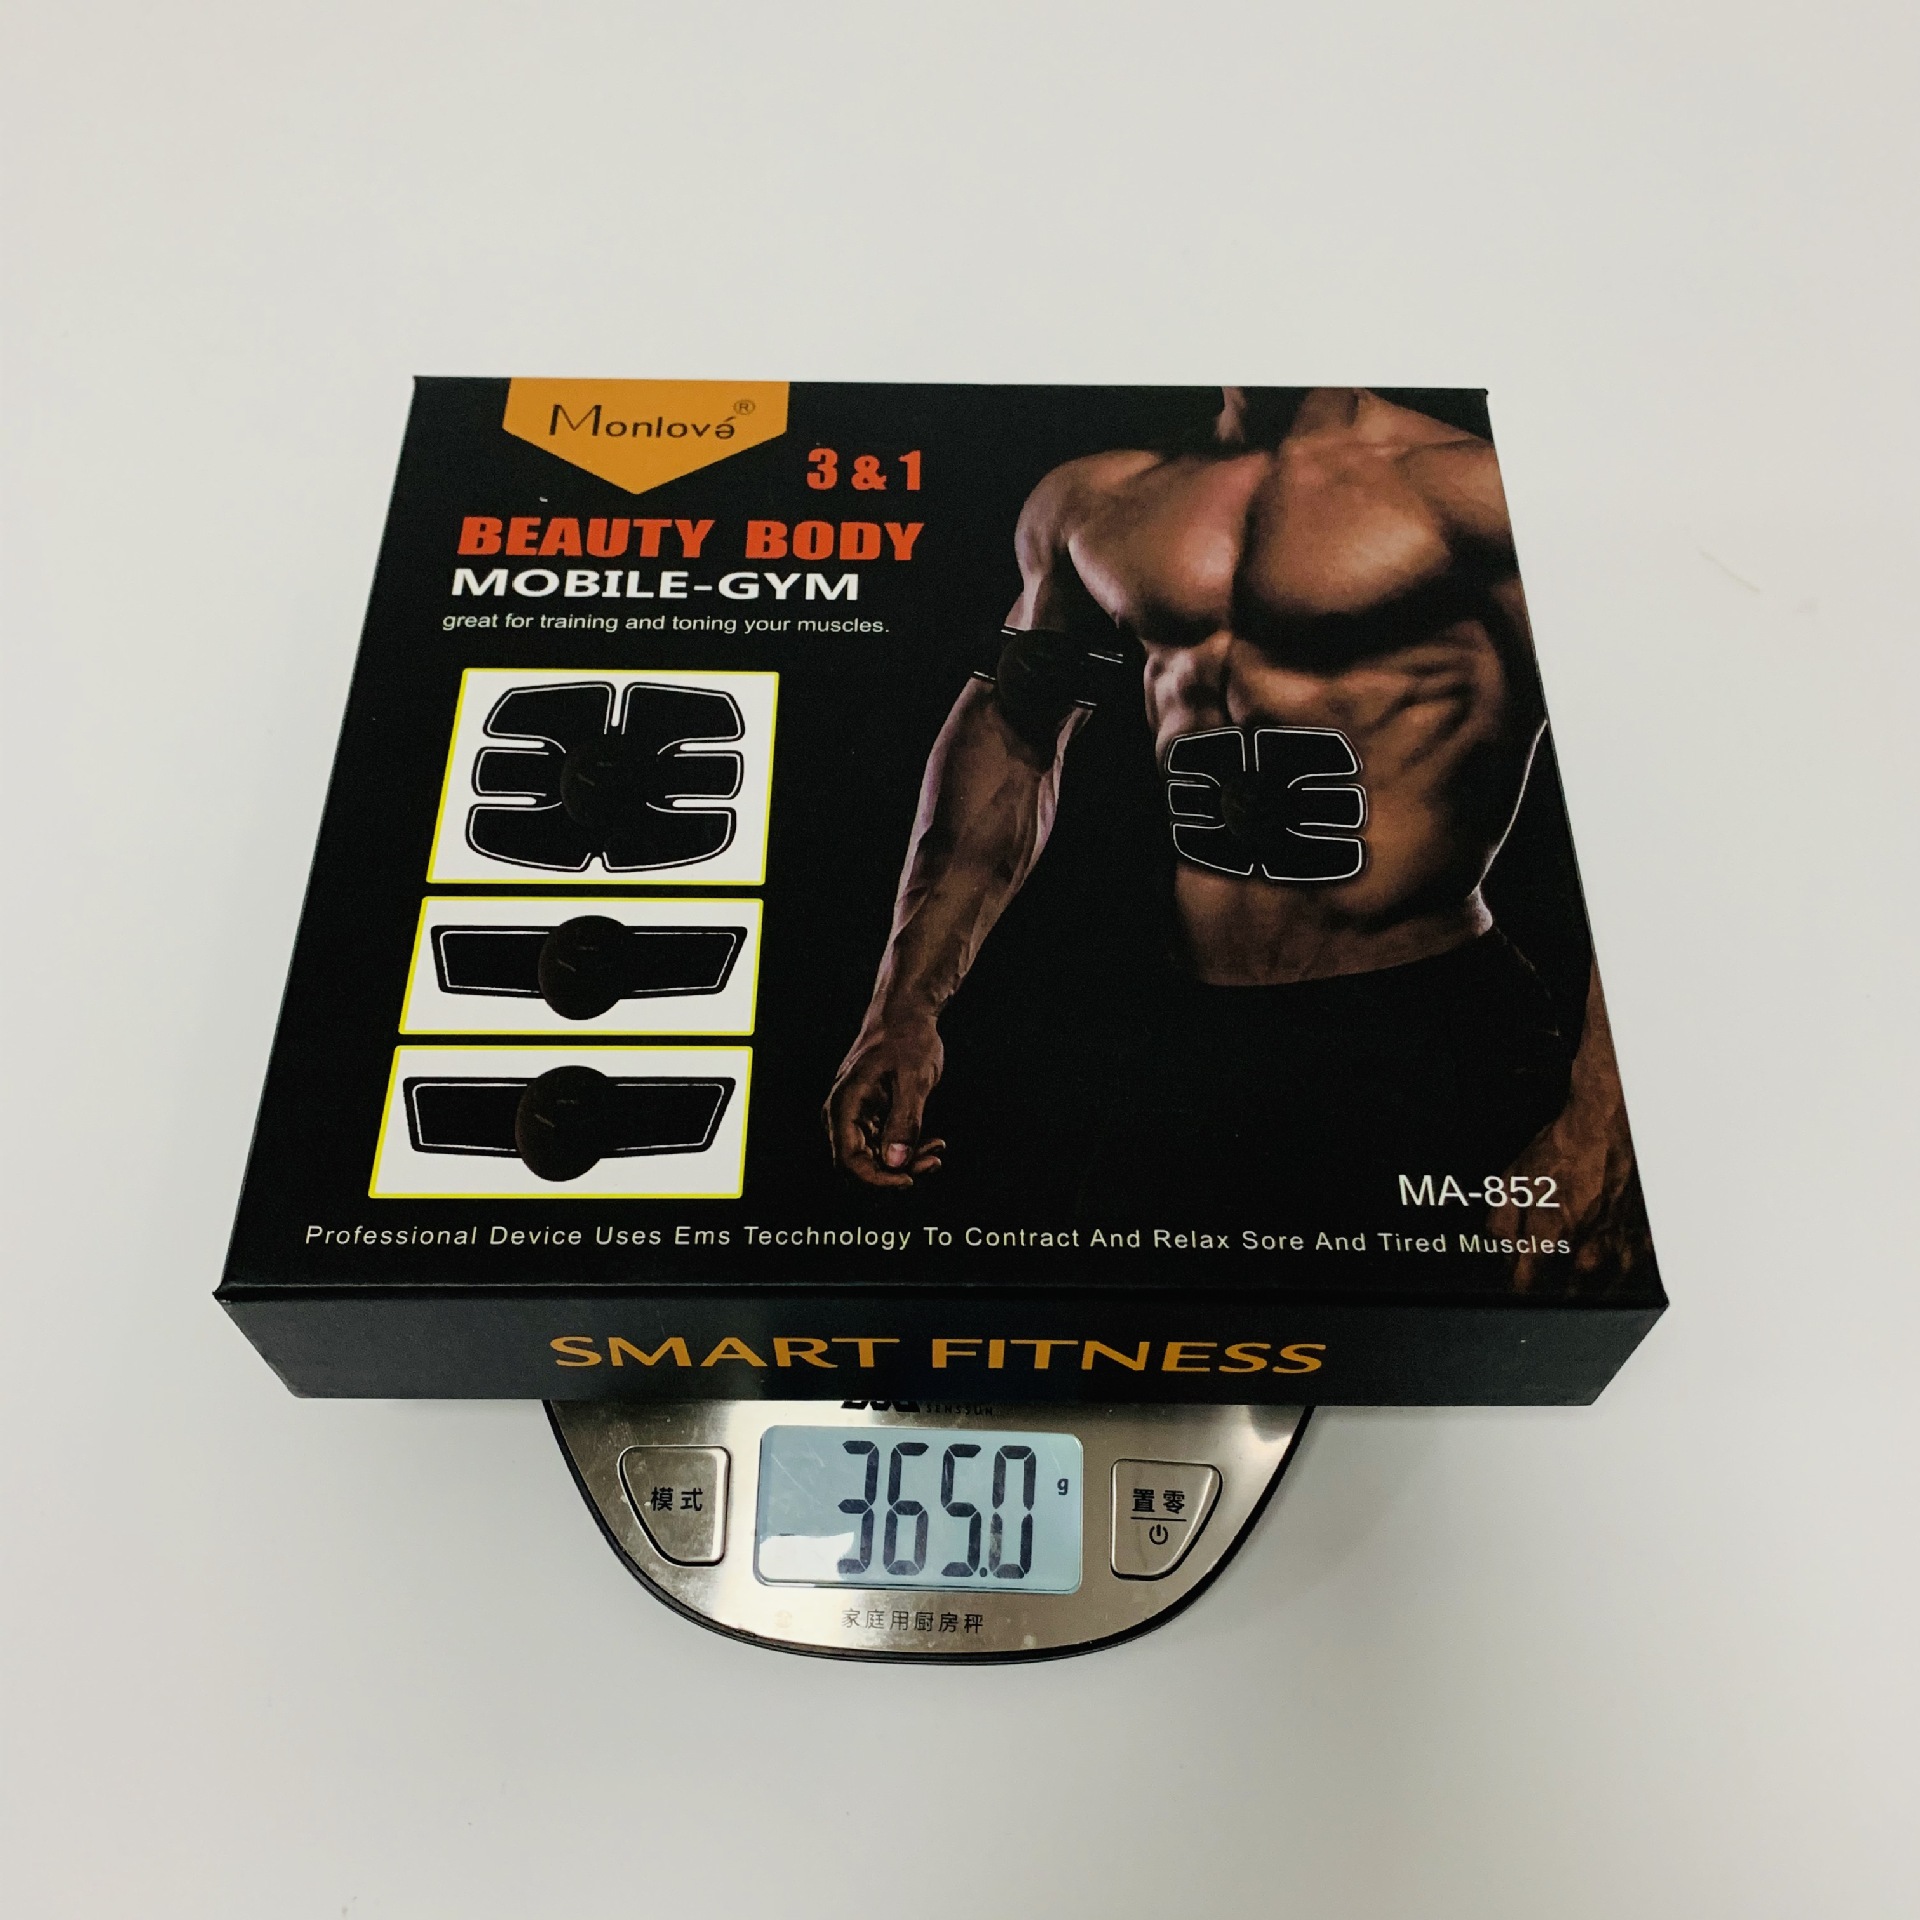 Monlová®
3 & 1
BEAUTY BODY
MOBILE-GYM
great for training and toning your muscles.
MA-852
Professional Device Uses Ems Tecchnology To Contract And Relax Sore And Tired Muscles
SMART FITNESS
SENSSUN
模式
365.0 g
置零
家庭用厨房秤